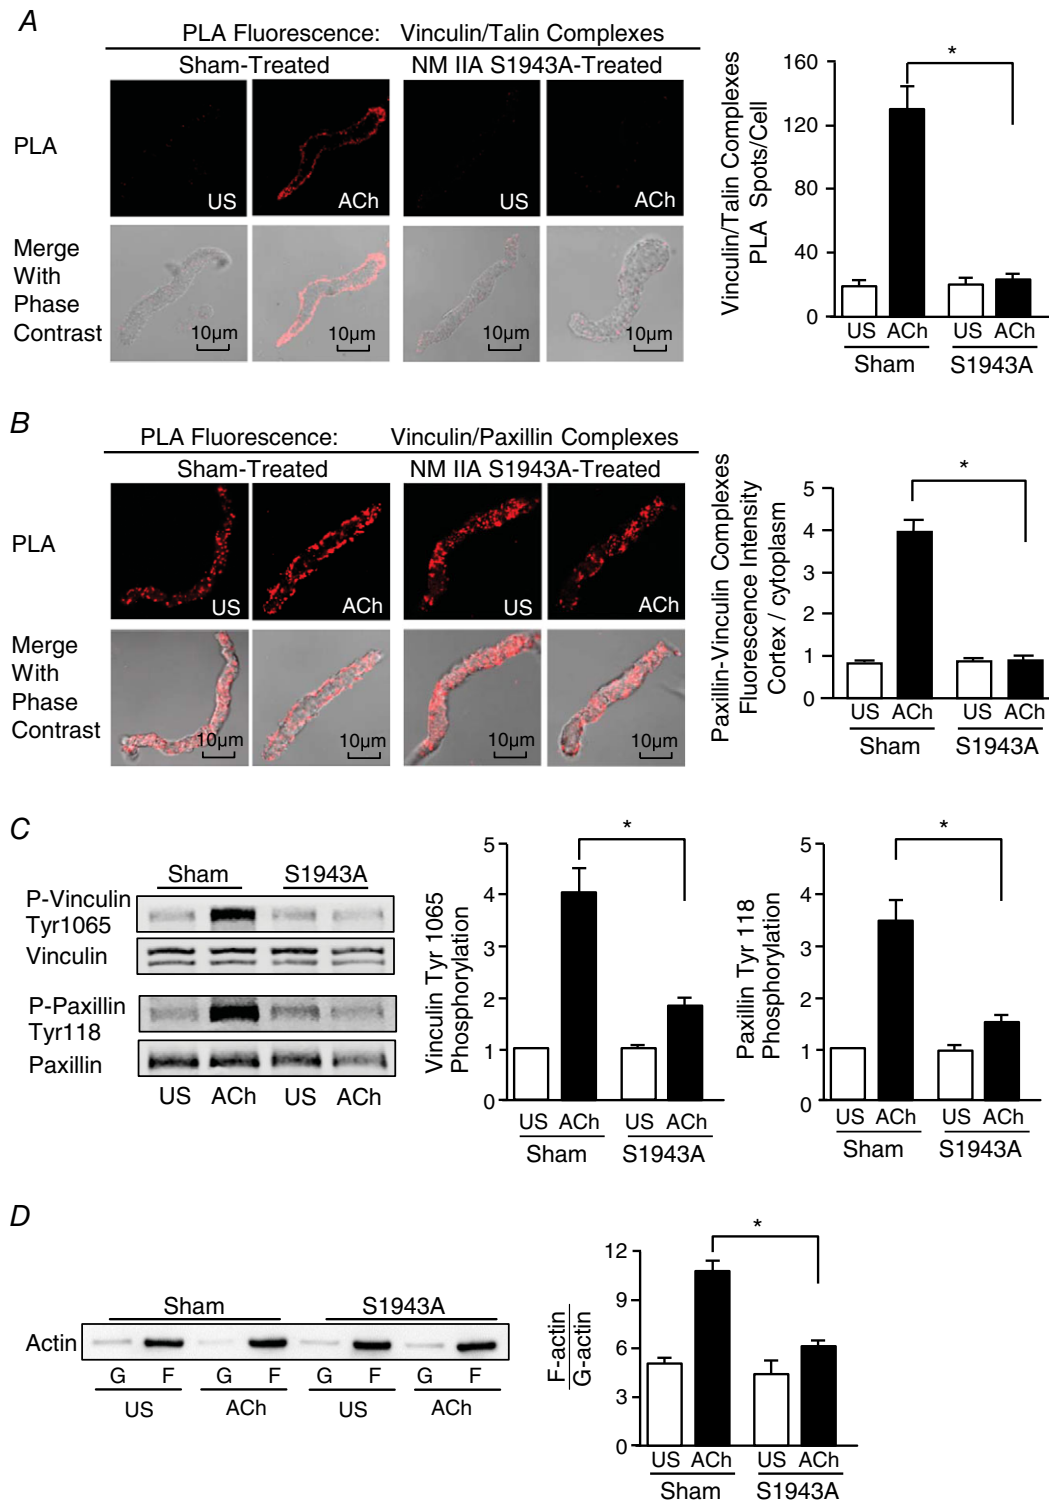 A
PLA Fluorescence: Vinculin/Talin Complexes
Sham-Treated NM IIA S1943A-Treated
PLA
US ACh US ACh
Merge
With
Phase
Contrast
10µm 10µm 10µm 10µm
Vinculin/Talin Complexes
PLA Spots/Cell
160
120
80
40
0
*
US ACh US ACh
Sham S1943A
B
PLA Fluorescence: Vinculin/Paxillin Complexes
Sham-Treated NM IIA S1943A-Treated
PLA
US ACh US ACh
Merge
With
Phase
Contrast
10µm 10µm 10µm 10µm
Paxillin-Vinculin Complexes
Fluorescence Intensity
Cortex / cytoplasm
5
4
3
2
1
0
*
US ACh US ACh
Sham S1943A
C
Sham S1943A
P-Vinculin
Tyr1065
Vinculin
P-Paxillin
Tyr118
Paxillin
US ACh US ACh
Vinculin Tyr 1065
Phosphorylation
5
4
3
2
1
0
*
US ACh US ACh
Sham S1943A
Paxillin Tyr 118
Phosphorylation
5
4
3
2
1
0
*
US ACh US ACh
Sham S1943A
D
Sham S1943A
Actin
G F G F G F G F
US ACh US ACh
F-actin
G-actin
12
9
6
3
0
*
US ACh US ACh
Sham S1943A